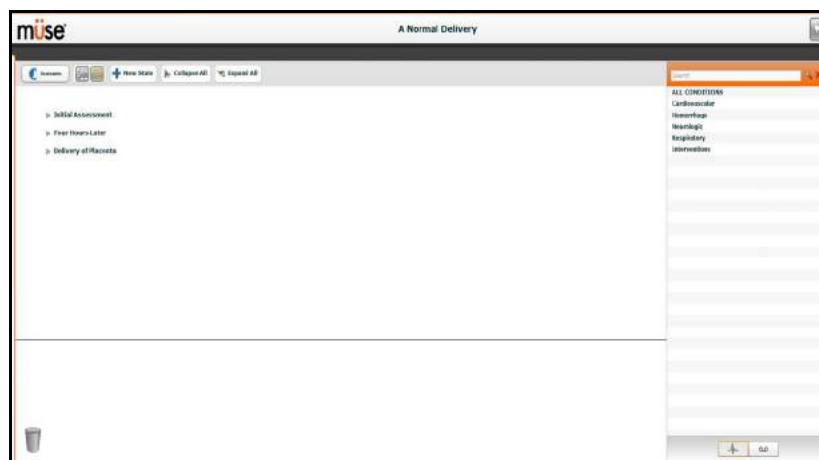 müse
A Normal Delivery
Scenario
New State
Collapse All
Expand All
Search
Initial Assessment
Four Hours Later
Delivery of Placenta
ALL CONDITIONS
Cardiovascular
Hemorrhage
Neurologic
Respiratory
Interventions